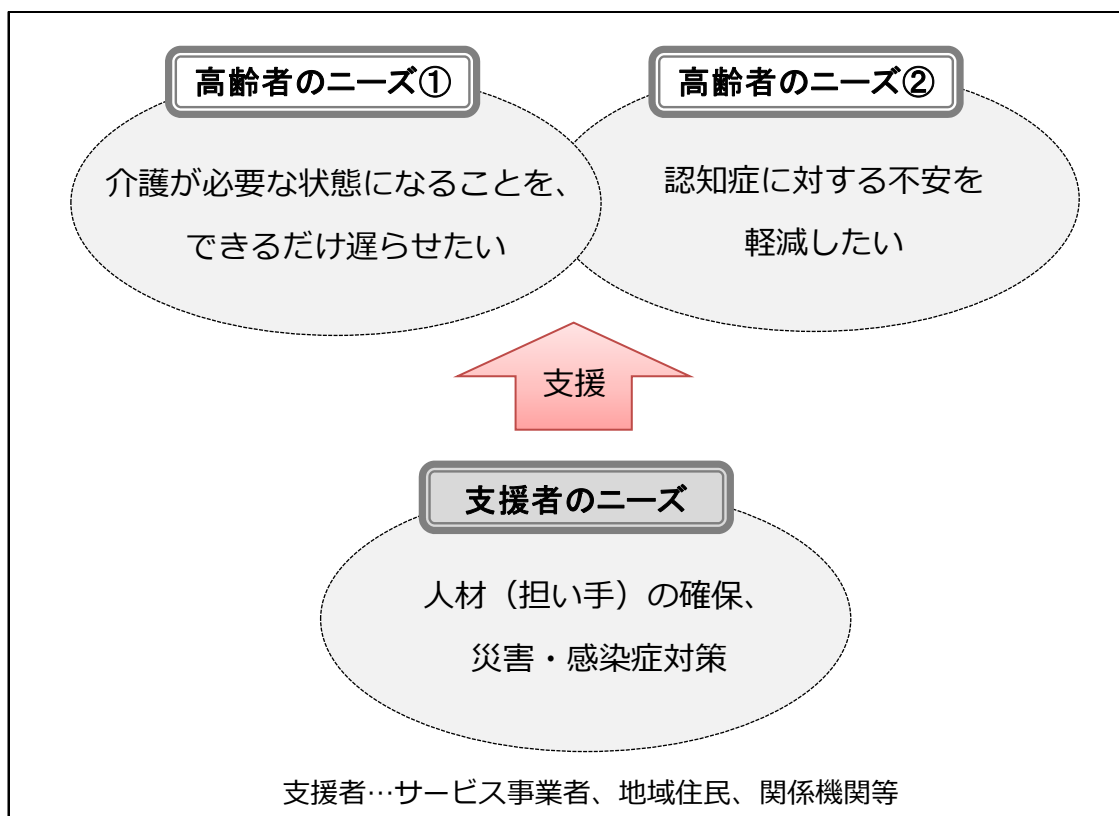 高齢者のニーズ①
介護が必要な状態になることを、
できるだけ遅らせたい
高齢者のニーズ②
認知症に対する不安を
軽減したい
支援
支援者のニーズ
人材（担い手）の確保、
災害・感染症対策
支援者…サービス事業者、地域住民、関係機関等